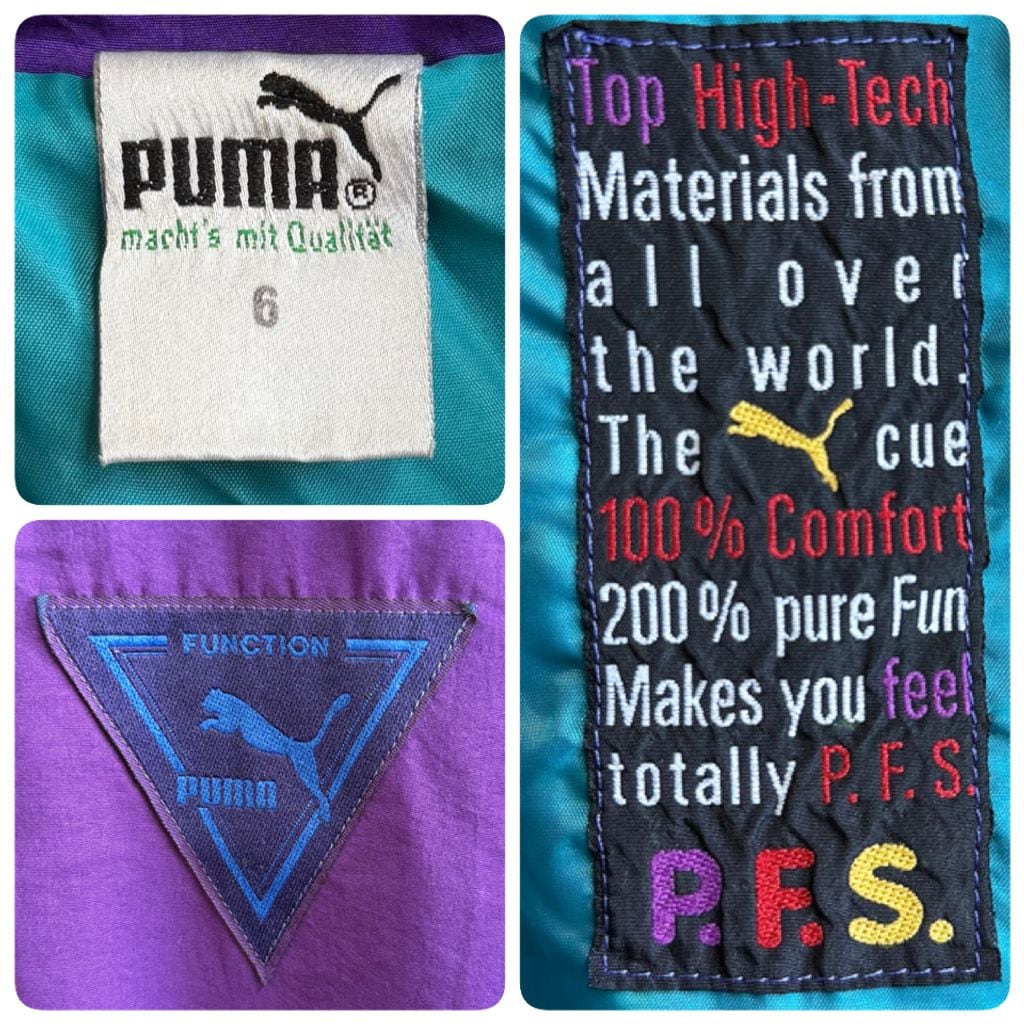 PUMA®
macht's mit Qualität
6
FUNCTION
PUMA
Top High-Tech
Materials from
all over
the world.
The cue
100% Comfort
200% pure Fun
Makes you feel
totally P.F.S.
P.F.S.